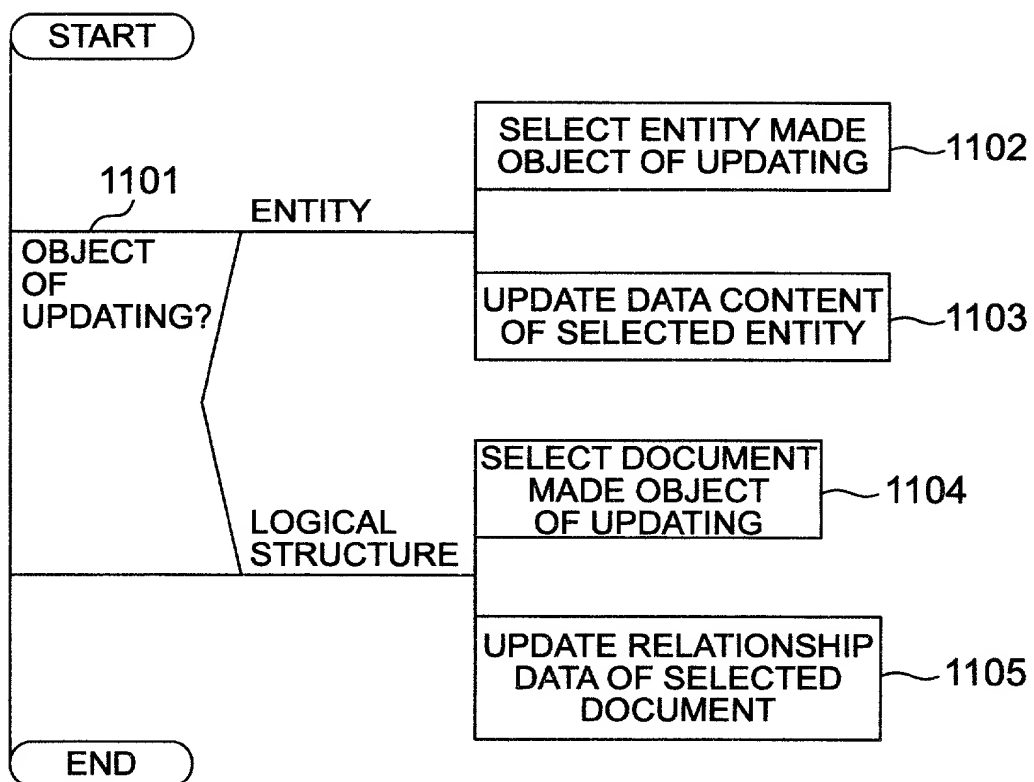 START
1101
OBJECT
OF
UPDATING?
ENTITY
SELECT ENTITY MADE
OBJECT OF UPDATING
1102
UPDATE DATA CONTENT
OF SELECTED ENTITY
1103
LOGICAL
STRUCTURE
SELECT DOCUMENT
MADE OBJECT
OF UPDATING
1104
UPDATE RELATIONSHIP
DATA OF SELECTED
DOCUMENT
1105
END